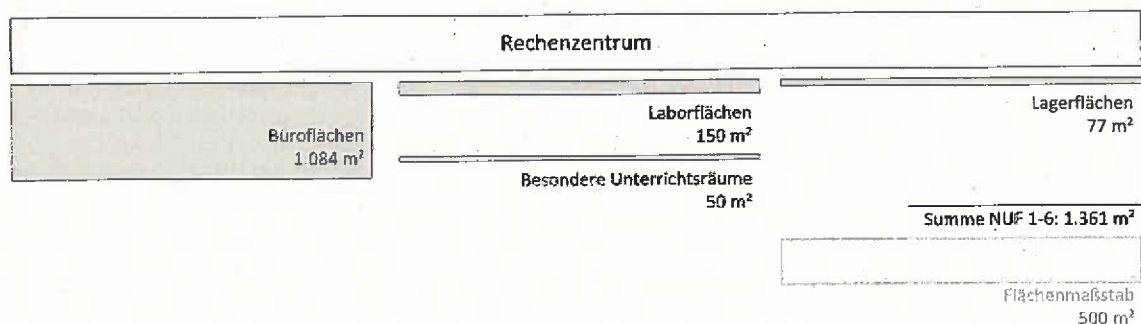 Rechenzentrum
Büroflächen
1.084 m²
Laborflächen
150 m²
Besondere Unterrichtsräume
50 m²
Lagerflächen
77 m²
Summe NUF 1-6: 1.361 m²
Flächenmaßstab
500 m²